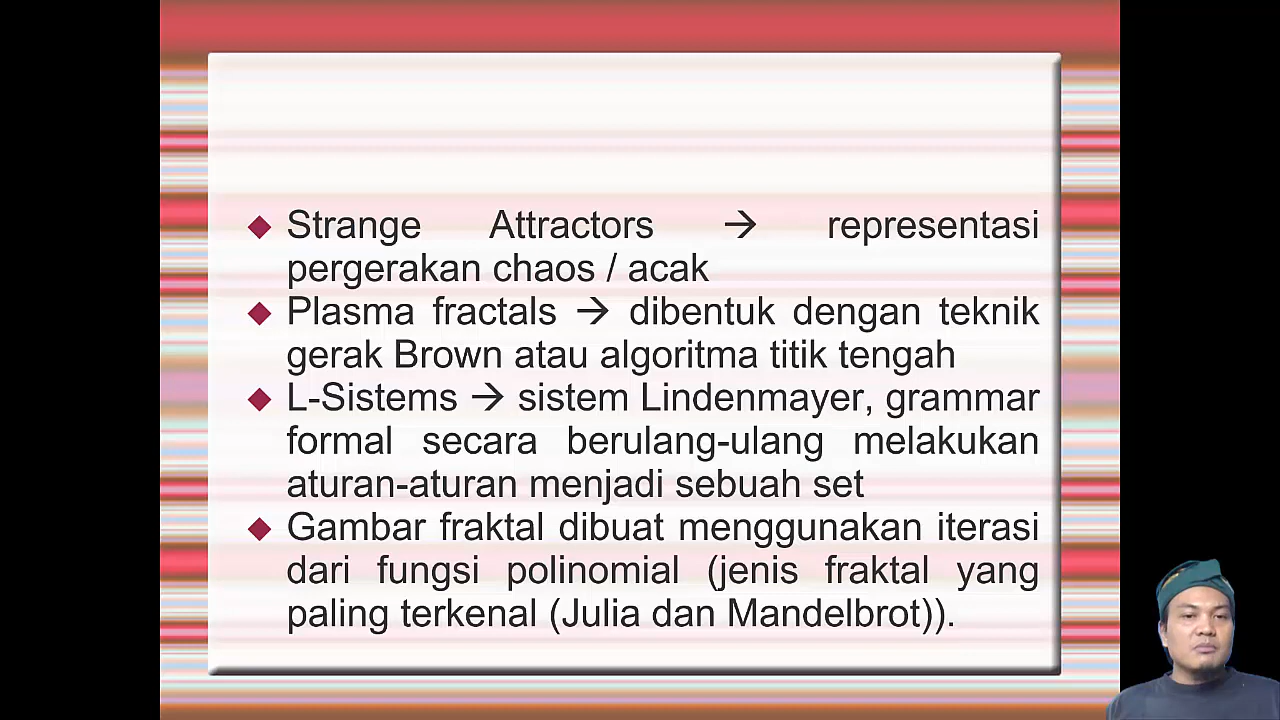 Strange Attractors → representasi
pergerakan chaos / acak
Plasma fractals → dibentuk dengan teknik
gerak Brown atau algoritma titik tengah
L-Sistems → sistem Lindenmayer, grammar
formal secara berulang-ulang melakukan
aturan-aturan menjadi sebuah set
Gambar fraktal dibuat menggunakan iterasi
dari fungsi polinomial (jenis fraktal yang
paling terkenal (Julia dan Mandelbrot)).